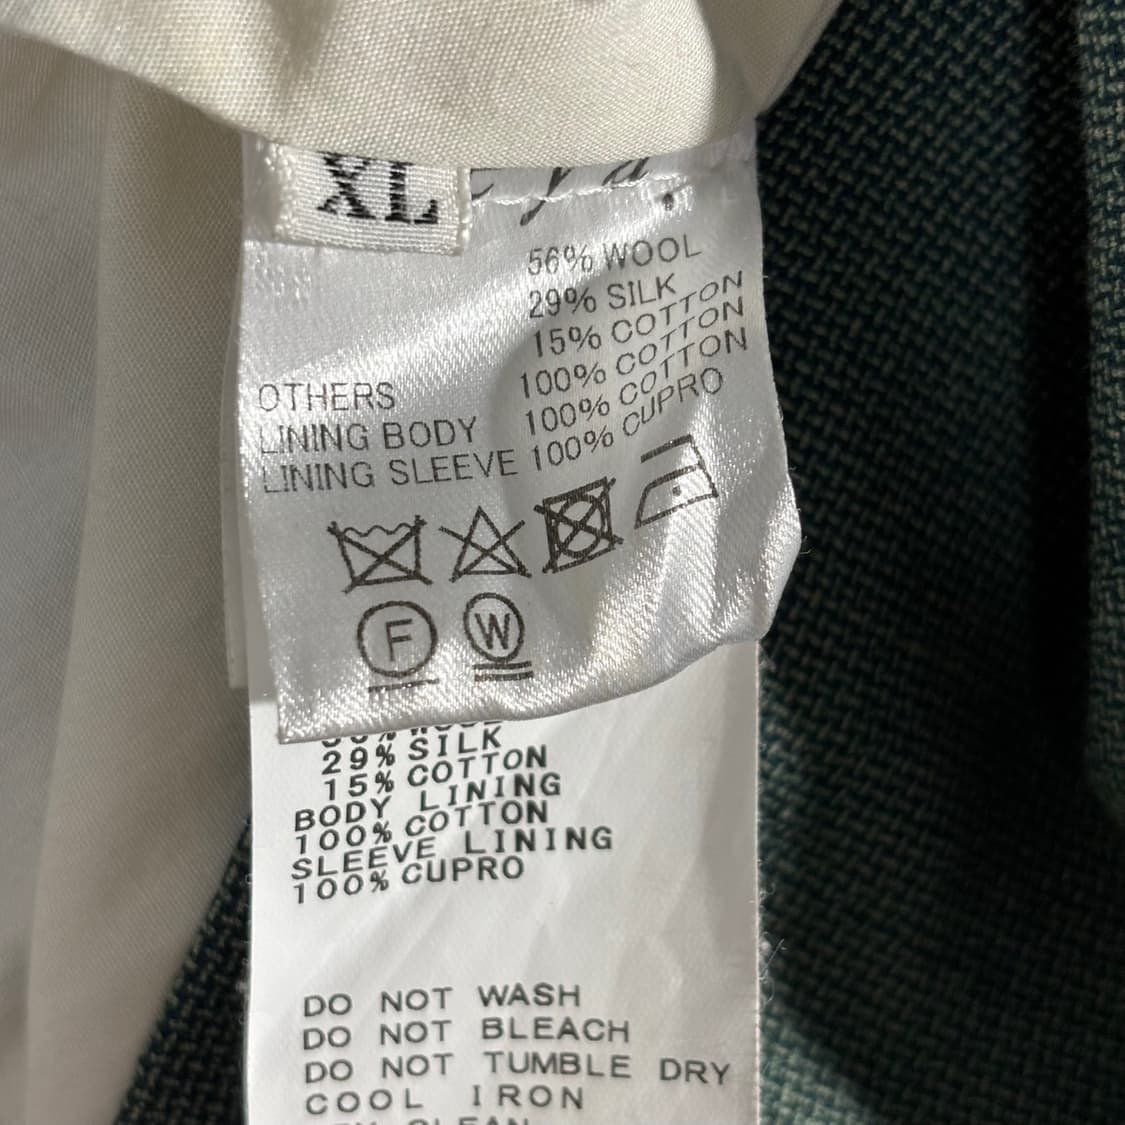 XL
56% WOOL
29% SILK
15% COTTON
OTHERS 100% COTTON
LINING BODY 100% COTTON
LINING SLEEVE 100% CUPRO
F W
29% SILK
15% COTTON
BODY LINING
100% COTTON
SLEEVE LINING
100% CUPRO
DO NOT WASH
DO NOT BLEACH
DO NOT TUMBLE DRY
COOL IRON